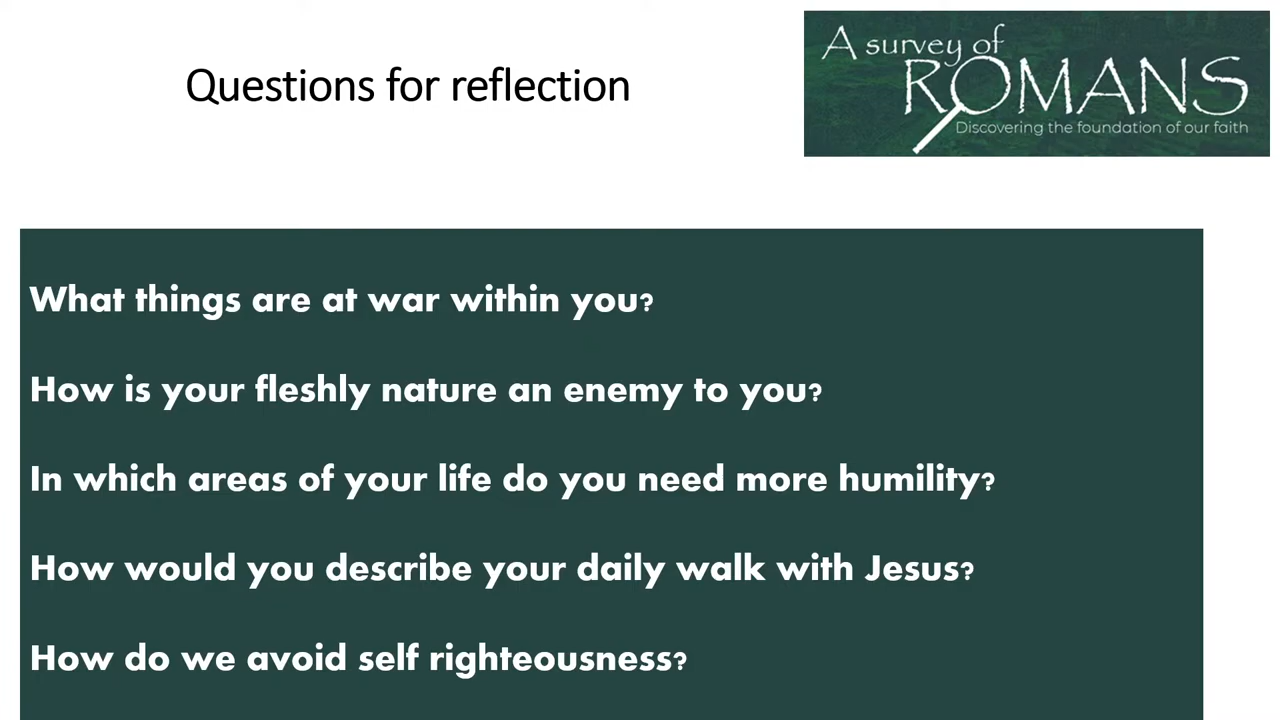 Questions for reflection
A survey of
ROMANS
Discovering the foundation of our faith
What things are at war within you?
How is your fleshly nature an enemy to you?
In which areas of your life do you need more humility?
How would you describe your daily walk with Jesus?
How do we avoid self righteousness?